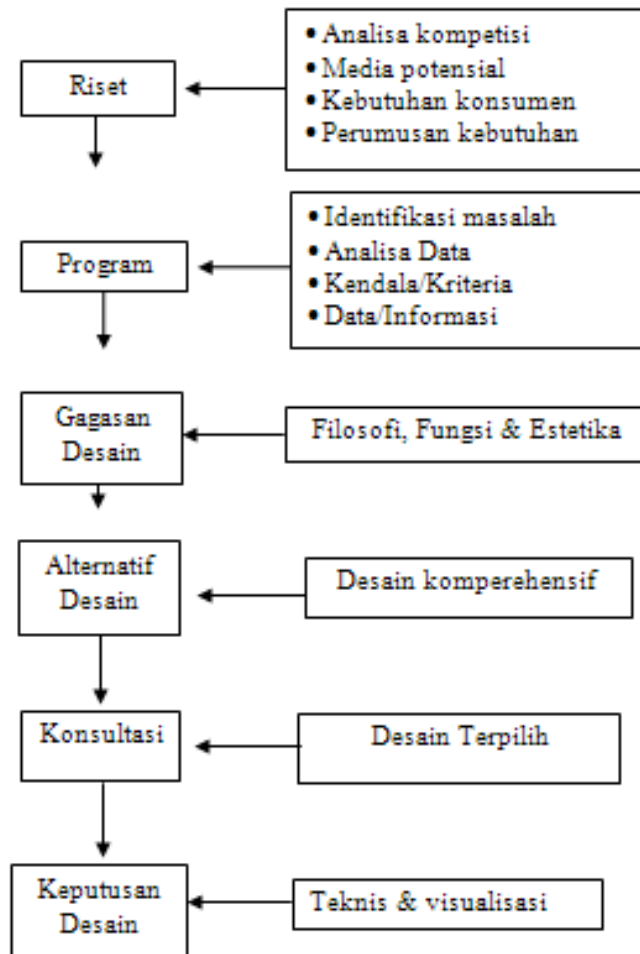 • Analisa kompetisi
• Media potensial
• Kebutuhan konsumen
• Perumusan kebutuhan
Riset
• Identifikasi masalah
• Analisa Data
• Kendala/Kriteria
• Data/Informasi
Program
Gagasan
Desain
Filosofi, Fungsi & Estetika
Alternatif
Desain
Desain komperehensif
Konsultasi
Desain Terpilih
Keputusan
Desain
Teknis & visualisasi